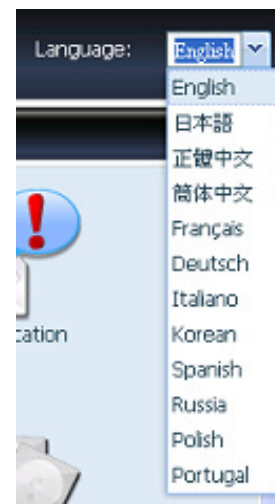 Language: English
English
日本語
正體中文
簡体中文
Français
Deutsch
Italiano
Korean
cation
Spanish
Russia
Polish
Portugal